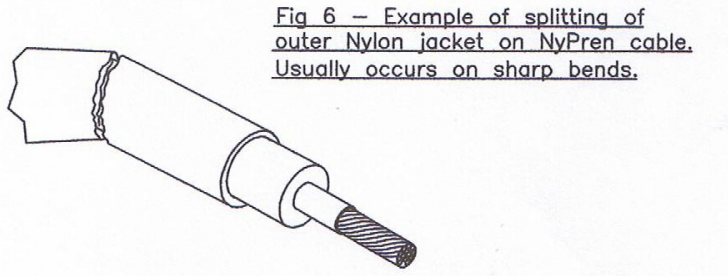 Fig 6 – Example of splitting of
outer Nylon jacket on NyPren cable.
Usually occurs on sharp bends.